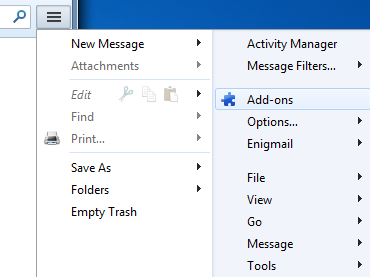 New Message
Attachments
Edit
Find
Print...
Save As
Folders
Empty Trash
Activity Manager
Message Filters...
Add-ons
Options...
Enigmail
File
View
Go
Message
Tools